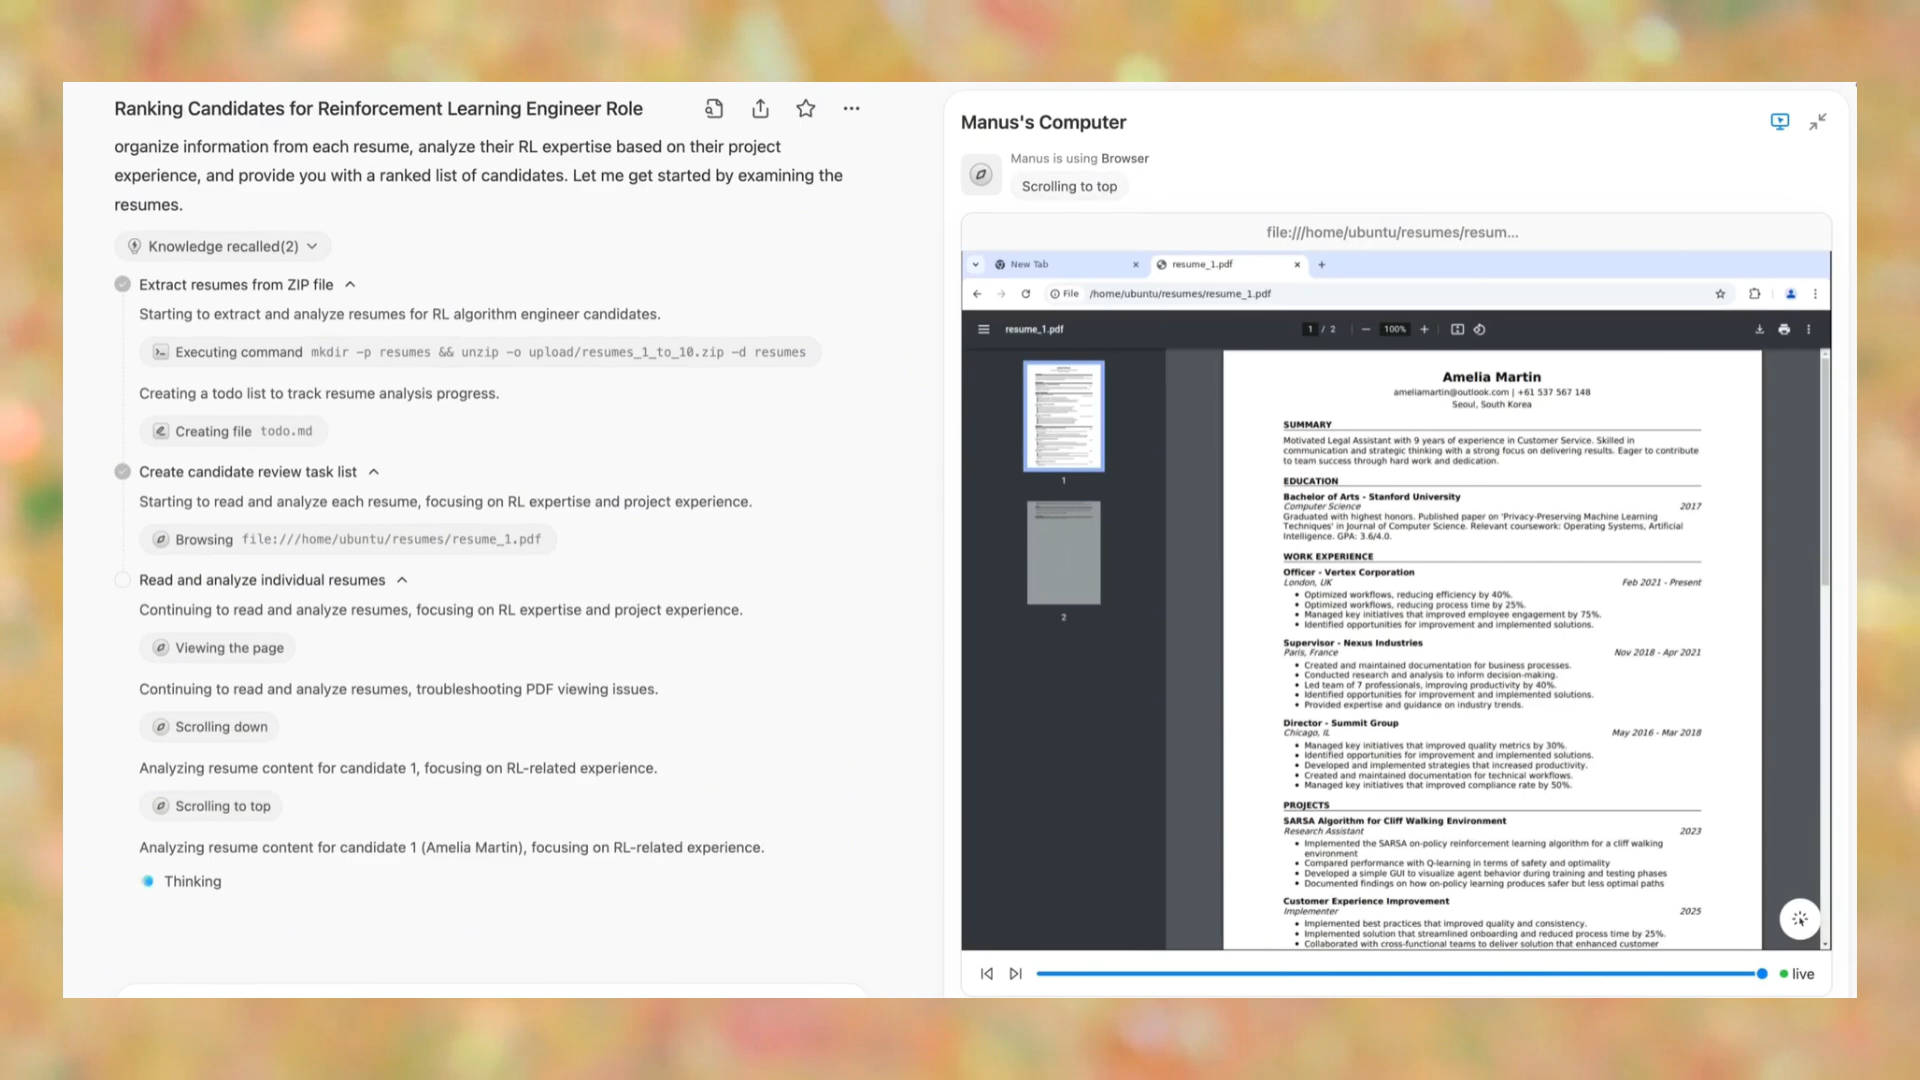 Ranking Candidates for Reinforcement Learning Engineer Role
organize information from each resume, analyze their RL expertise based on their project
experience, and provide you with a ranked list of candidates. Let me get started by examining the
resumes.
Knowledge recalled(2)
Extract resumes from ZIP file
Starting to extract and analyze resumes for RL algorithm engineer candidates.
Executing command mkdir -p resumes && unzip -o upload/resumes_1_to_10.zip -d resumes
Creating a todo list to track resume analysis progress.
Creating file todo.md
Create candidate review task list
Starting to read and analyze each resume, focusing on RL expertise and project experience.
Browsing file:///home/ubuntu/resumes/resume_1.pdf
Read and analyze individual resumes
Continuing to read and analyze resumes, focusing on RL expertise and project experience.
Viewing the page
Continuing to read and analyze resumes, troubleshooting PDF viewing issues.
Scrolling down
Analyzing resume content for candidate 1, focusing on RL-related experience.
Scrolling to top
Analyzing resume content for candidate 1 (Amelia Martin), focusing on RL-related experience.
Thinking
Manus's Computer
Manus is using Browser
Scrolling to top
file:///home/ubuntu/resumes/resum...
New Tab
resume_1.pdf
File /home/ubuntu/resumes/resume_1.pdf
resume_1.pdf
1 / 2
100%
1
2
Amelia Martin
ameliamartin@outlook.com | +61 537 567 148
Seoul, South Korea
SUMMARY
Motivated Legal Assistant with 9 years of experience in Customer Service. Skilled in
communication and strategic thinking with a strong focus on delivering results. Eager to contribute
to team success through hard work and dedication.
EDUCATION
Bachelor of Arts - Stanford University
Computer Science 2017
Graduated with highest honors. Published paper on 'Privacy-Preserving Machine Learning
Techniques' in Journal of Computer Science. Relevant coursework: Operating Systems, Artificial
Intelligence. GPA: 3.6/4.0.
WORK EXPERIENCE
Officer - Vertex Corporation
London, UK Feb 2021 - Present
• Optimized workflows, reducing efficiency by 40%.
• Optimized workflows, reducing process time by 25%.
• Managed key initiatives that improved employee engagement by 75%.
• Identified opportunities for improvement and implemented solutions.
Supervisor - Nexus Industries
Paris, France Nov 2018 - Apr 2021
• Created and maintained documentation for business processes.
• Conducted research and analysis to inform decision-making.
• Led team of 7 professionals, improving productivity by 40%.
• Identified opportunities for improvement and implemented solutions.
• Provided expertise and guidance on industry trends.
Director - Summit Group
Chicago, IL May 2016 - Mar 2018
• Managed key initiatives that improved quality metrics by 30%.
• Identified opportunities for improvement and implemented solutions.
• Developed and implemented strategies that increased productivity.
• Created and maintained documentation for technical workflows.
• Managed key initiatives that improved compliance rate by 50%.
PROJECTS
SARSA Algorithm for Cliff Walking Environment
Research Assistant 2023
• Implemented the SARSA on-policy reinforcement learning algorithm for a cliff walking
environment
• Compared performance with Q-learning in terms of safety and optimality
• Developed a simple GUI to visualize agent behavior during training and testing phases
• Documented findings on how on-policy learning produces safer but less optimal paths
Customer Experience Improvement
Implementer 2025
• Implemented best practices that improved quality and consistency.
• Implemented solution that streamlined onboarding and reduced process time by 25%.
• Collaborated with cross-functional teams to deliver solution that enhanced customer
live